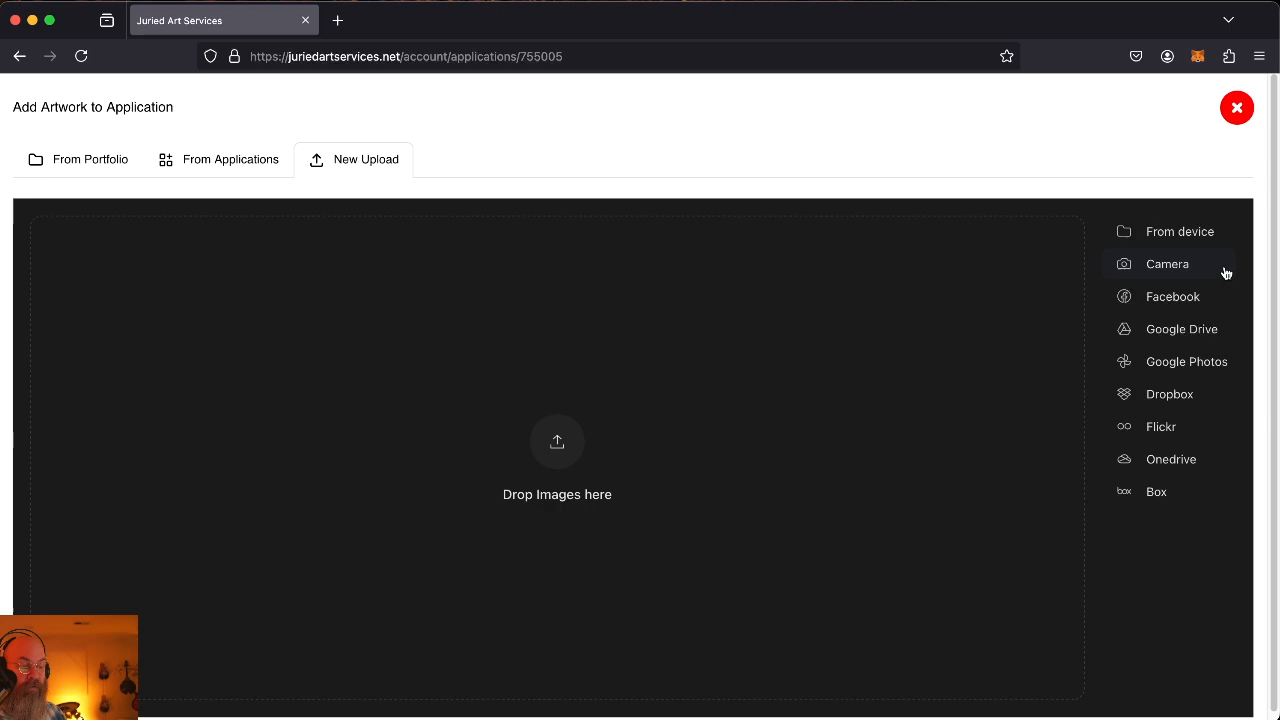 Juried Art Services
https://juriedartservices.net/account/applications/755005
Add Artwork to Application
From Portfolio
From Applications
New Upload
From device
Camera
Facebook
Google Drive
Google Photos
Dropbox
Flickr
Onedrive
box Box
Drop Images here